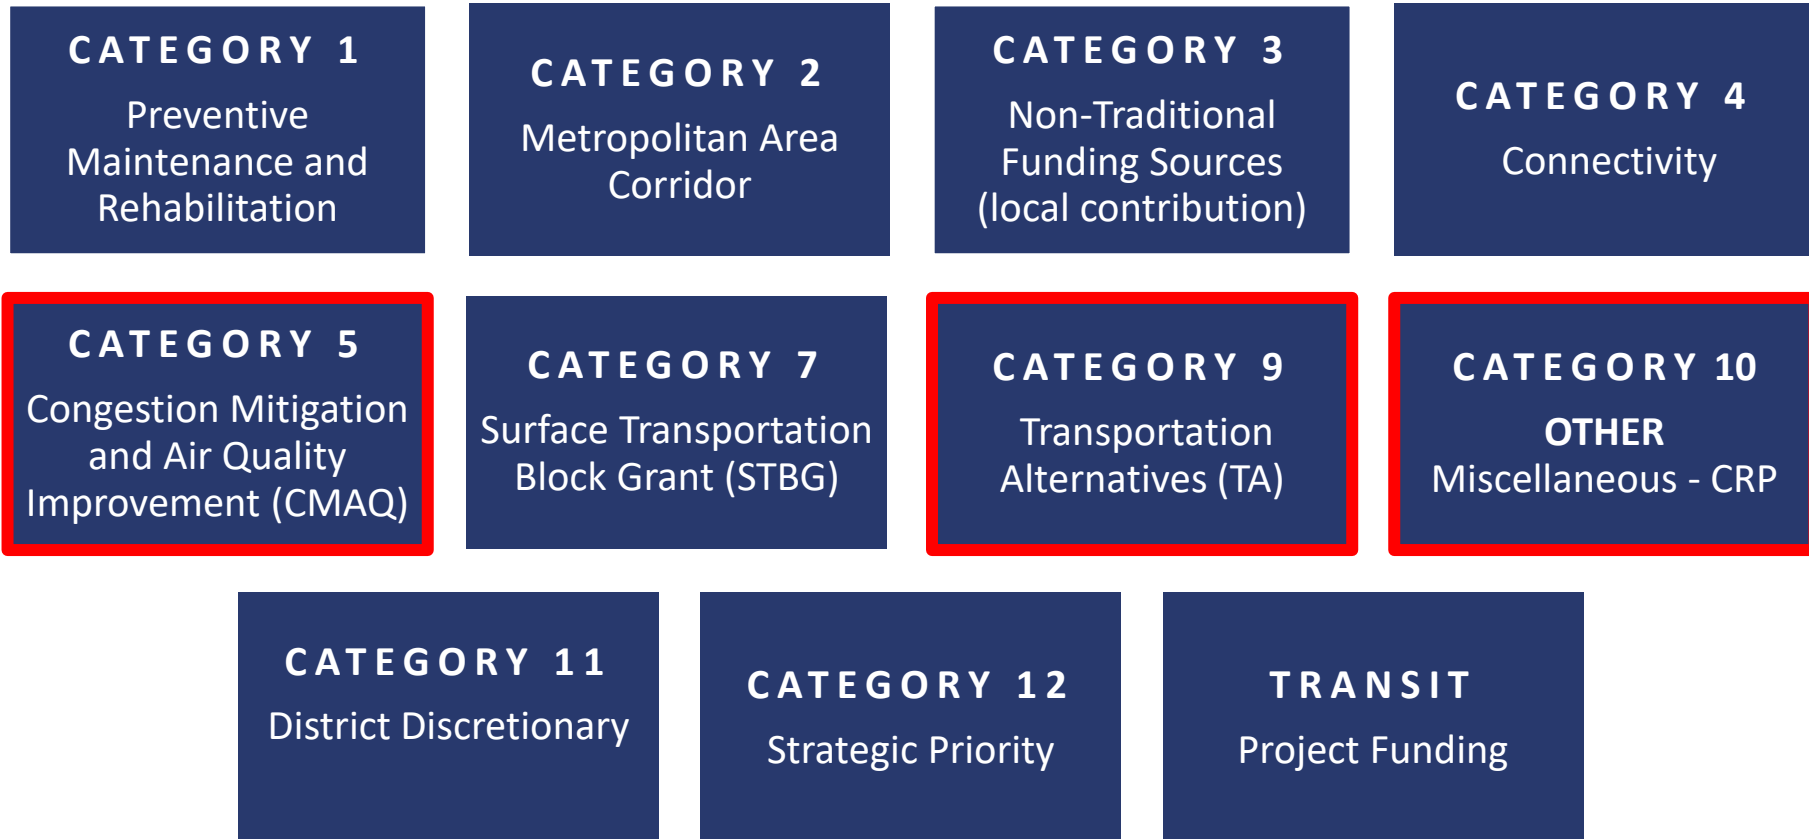 CATEGORY 1
Preventive
Maintenance and
Rehabilitation
CATEGORY 2
Metropolitan Area
Corridor
CATEGORY 3
Non-Traditional
Funding Sources
(local contribution)
CATEGORY 4
Connectivity
CATEGORY 5
Congestion Mitigation
and Air Quality
Improvement (CMAQ)
CATEGORY 7
Surface Transportation
Block Grant (STBG)
CATEGORY 9
Transportation
Alternatives (TA)
CATEGORY 10
OTHER
Miscellaneous - CRP
CATEGORY 11
District Discretionary
CATEGORY 12
Strategic Priority
TRANSIT
Project Funding